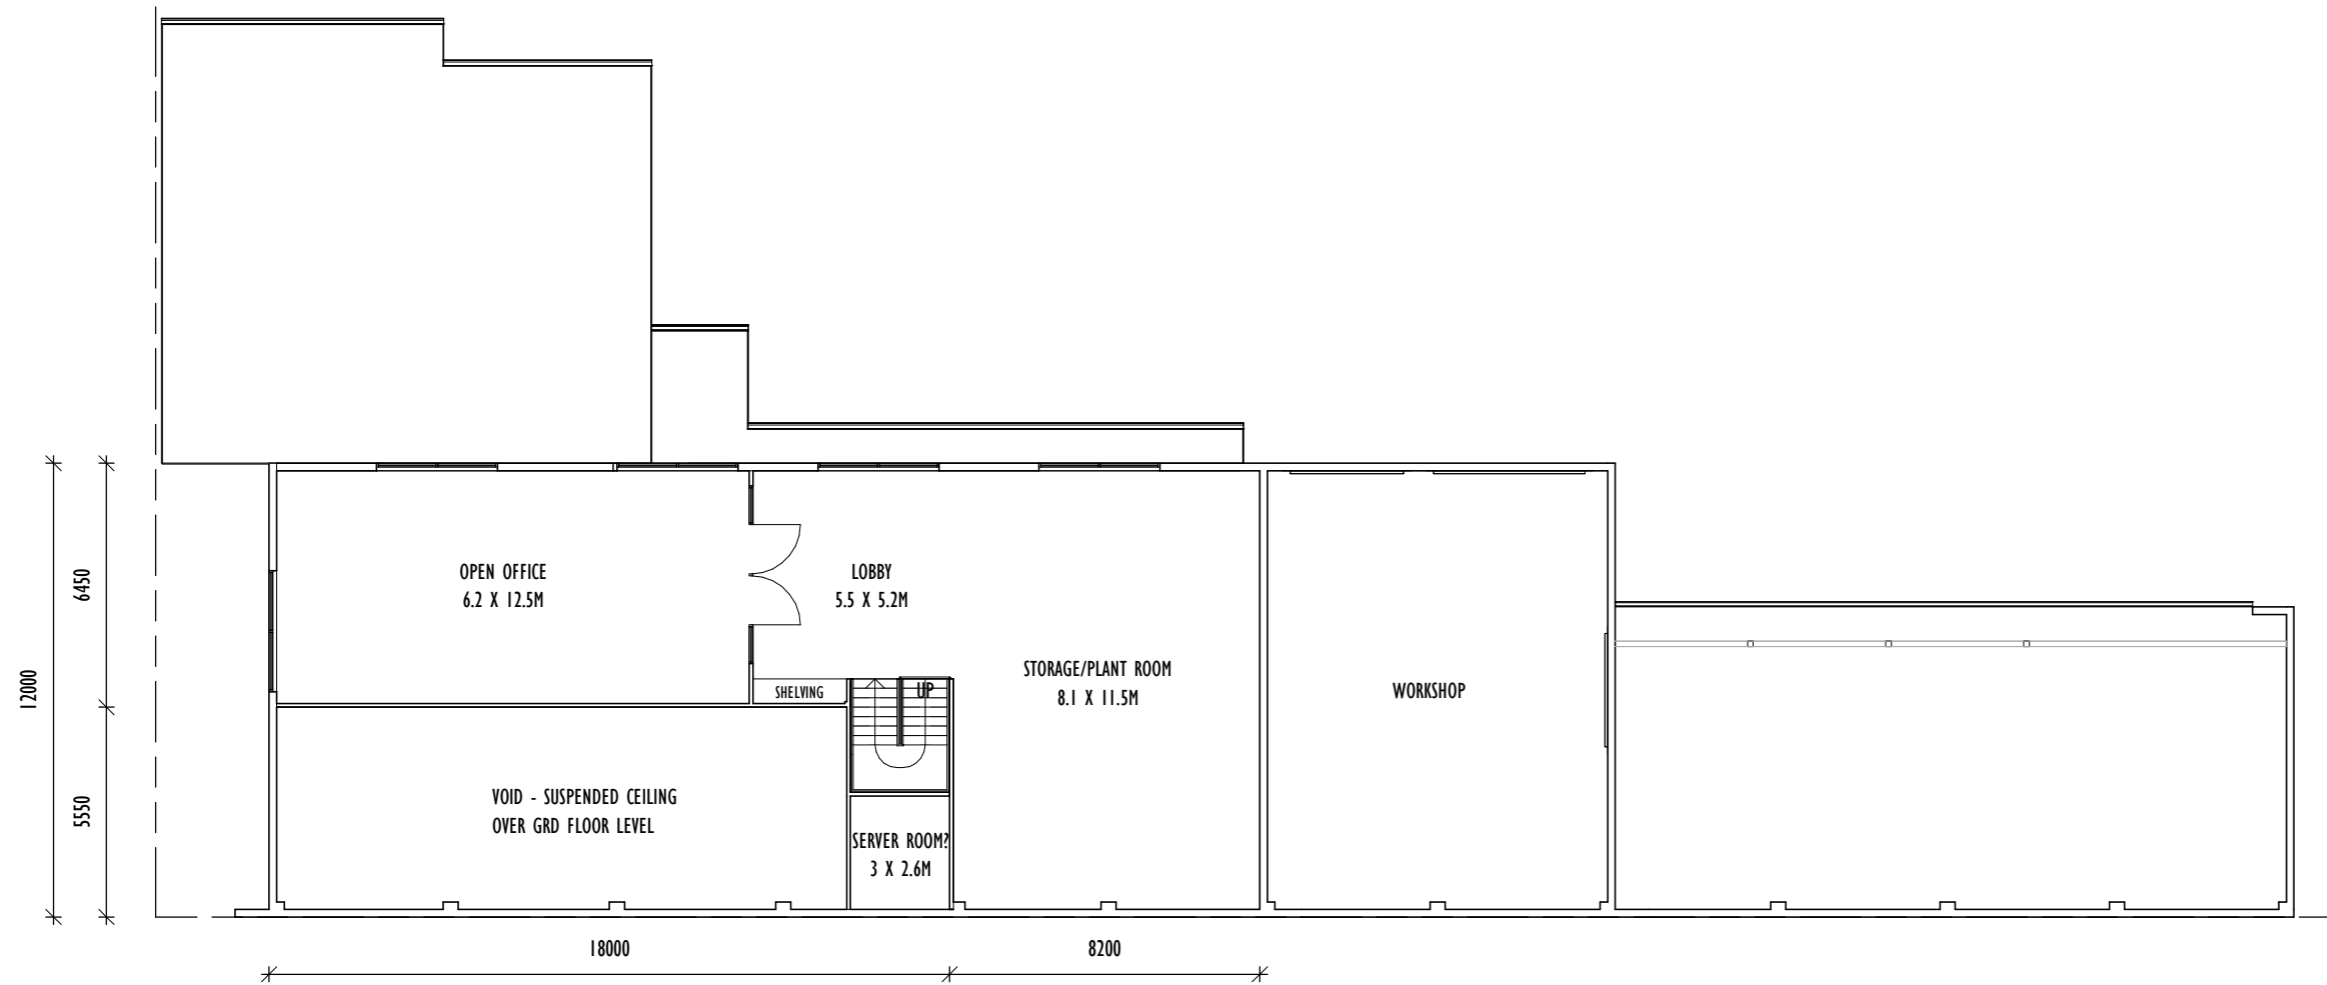 OPEN OFFICE
6.2 X 12.5M
LOBBY
5.5 X 5.2M
6450
12000
STORAGE/PLANT ROOM
8.1 X 11.5M
SHELVING
UP
WORKSHOP
5550
VOID - SUSPENDED CEILING
OVER GRD FLOOR LEVEL
SERVER ROOM?
3 X 2.6M
18000
8200